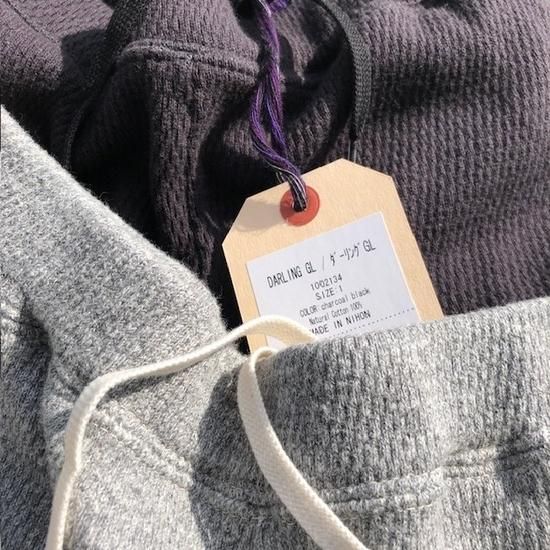 DARLING GL / ダーリングGL
1002134
SIZE:1
COLOR:charcoal black
Natural Cotton 100%
MADE IN NIHON